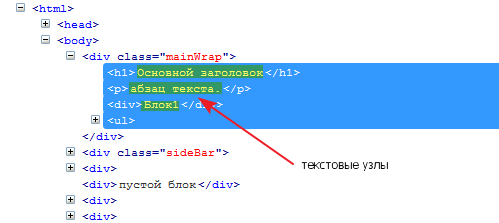 <html>
<head>
<body>
<div class="mainWrap">
<h1>Основной заголовок</h1>
<p>абзац текста.</p>
<div>Блок1</div>
<ul>
</div>
<div class="sideBar">
<div>
<div>пустой блок</div>
<div>
<div>
текстовые узлы